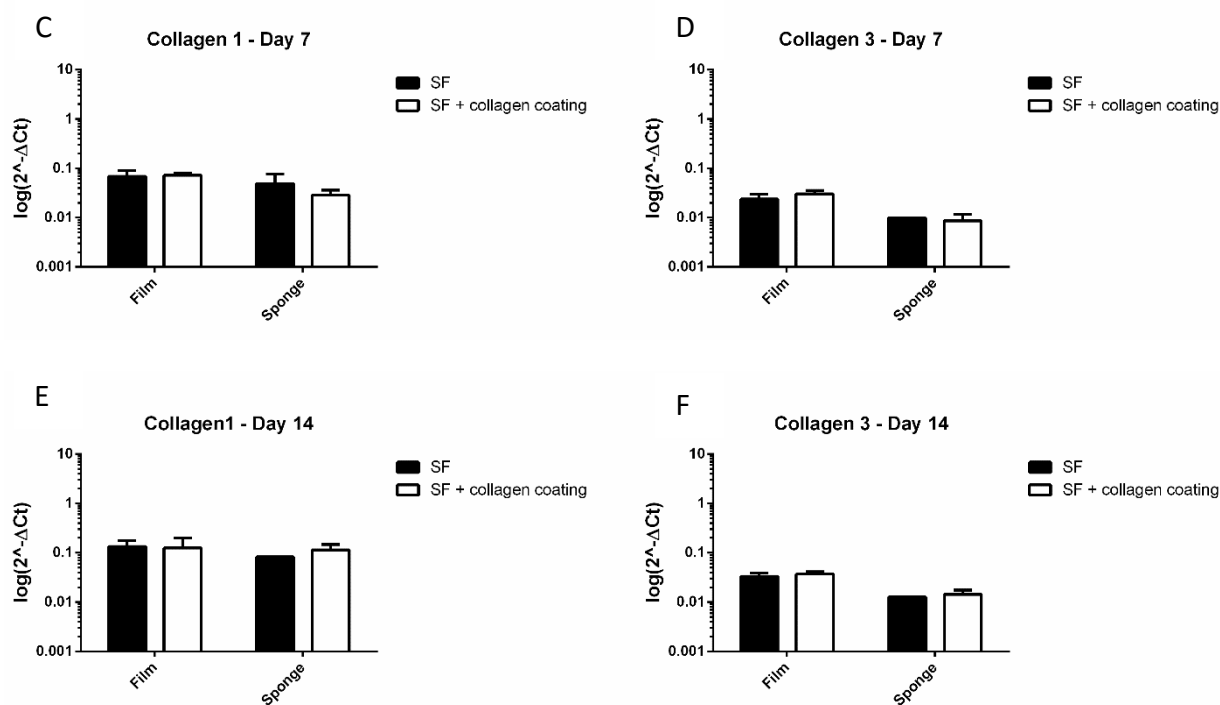 C
Collagen 1 - Day 7
10
1
0.1
0.01
0.001
log(2^-ΔCt)
Film
Sponge
SF
SF + collagen coating
D
Collagen 3 - Day 7
10
1
0.1
0.01
0.001
log(2^-ΔCt)
Film
Sponge
SF
SF + collagen coating
E
Collagen1 - Day 14
10
1
0.1
0.01
0.001
log(2^-ΔCt)
Film
Sponge
SF
SF + collagen coating
F
Collagen 3 - Day 14
10
1
0.1
0.01
0.001
log(2^-ΔCt)
Film
Sponge
SF
SF + collagen coating